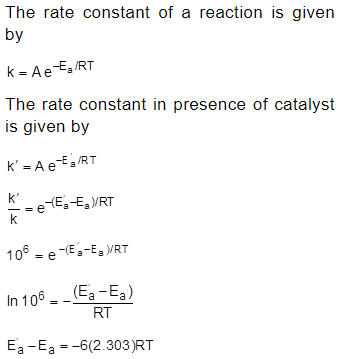 The rate constant of a reaction is given
by
k = A e^{-E_a/RT}
The rate constant in presence of catalyst
is given by
k' = A e^{-E'_a/RT}
k'/k = e^{-(E'_a-E_a)/RT}
10^6 = e^{-(E'_a-E_a)/RT}
ln 10^6 = -(E'_a-E_a)/RT
E'_a - E_a = -6(2.303)RT